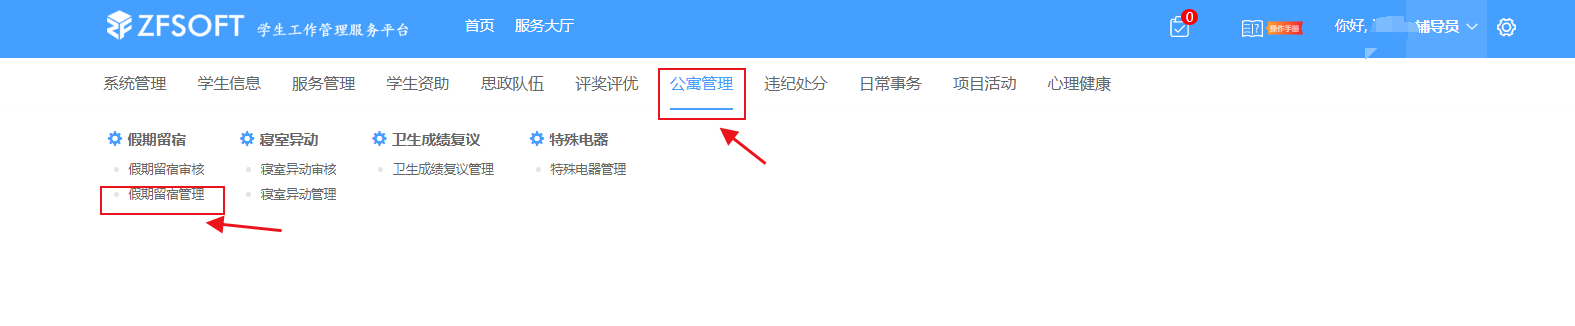 ZFSOFT 学生工作管理服务平台 首页 服务大厅 0 操作手册 你好, 辅导员
系统管理 学生信息 服务管理 学生资助 思政队伍 评奖评优 公寓管理 违纪处分 日常事务 项目活动 心理健康
假期留宿 寝室异动 卫生成绩复议 特殊电器
假期留宿审核 寝室异动审核 卫生成绩复议管理 特殊电器管理
假期留宿管理 寝室异动管理